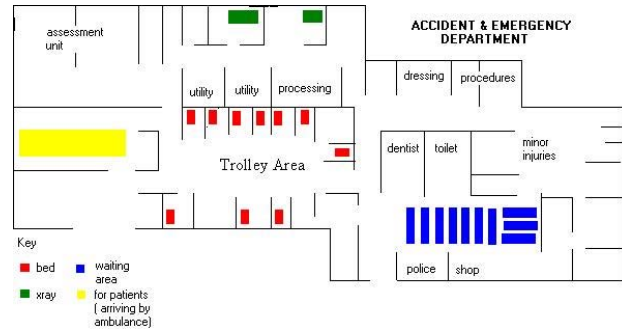 ACCIDENT & EMERGENCY
DEPARTMENT
assessment
unit
utility
utility
processing
dressing
procedures
Trolley Area
dentist
toilet
minor
injuries
police
shop
Key
bed
waiting
area
xray
for patients
( arriving by
ambulance)